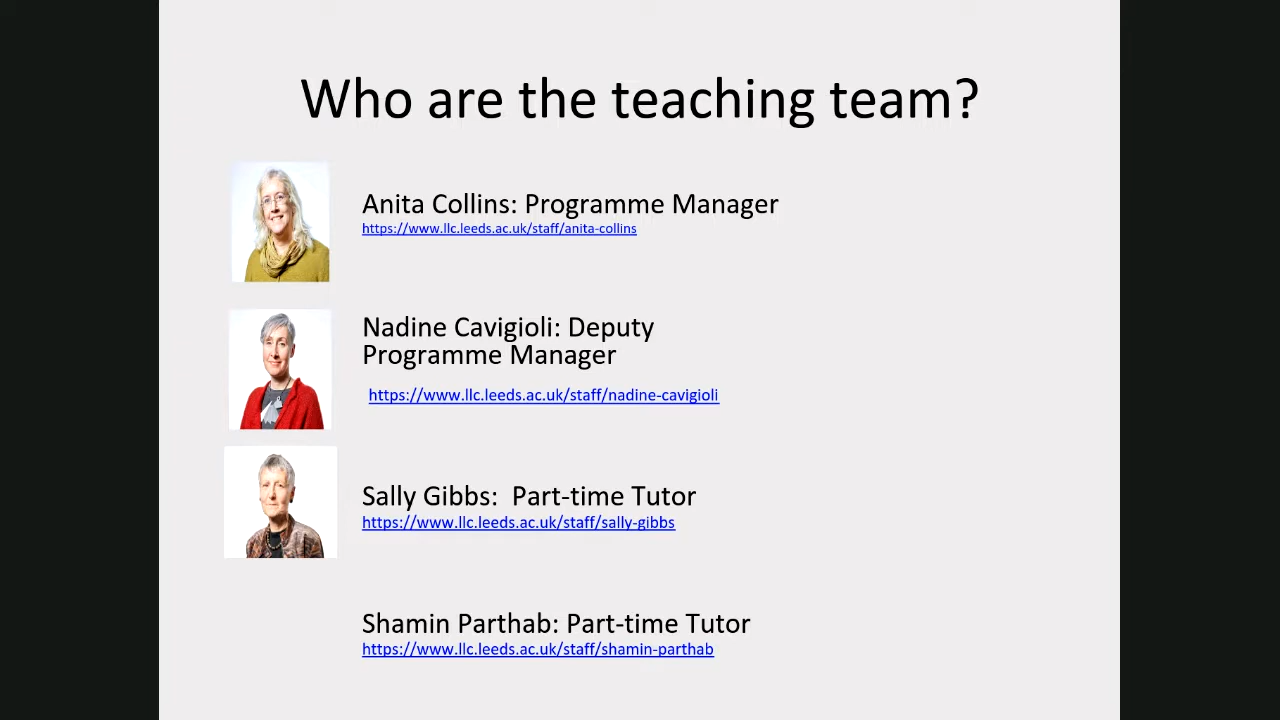 Who are the teaching team?
Anita Collins: Programme Manager
https://www.llc.leeds.ac.uk/staff/anita-collins
Nadine Cavigioli: Deputy
Programme Manager
https://www.llc.leeds.ac.uk/staff/nadine-cavigioli
Sally Gibbs:  Part-time Tutor
https://www.llc.leeds.ac.uk/staff/sally-gibbs
Shamin Parthab: Part-time Tutor
https://www.llc.leeds.ac.uk/staff/shamin-parthab